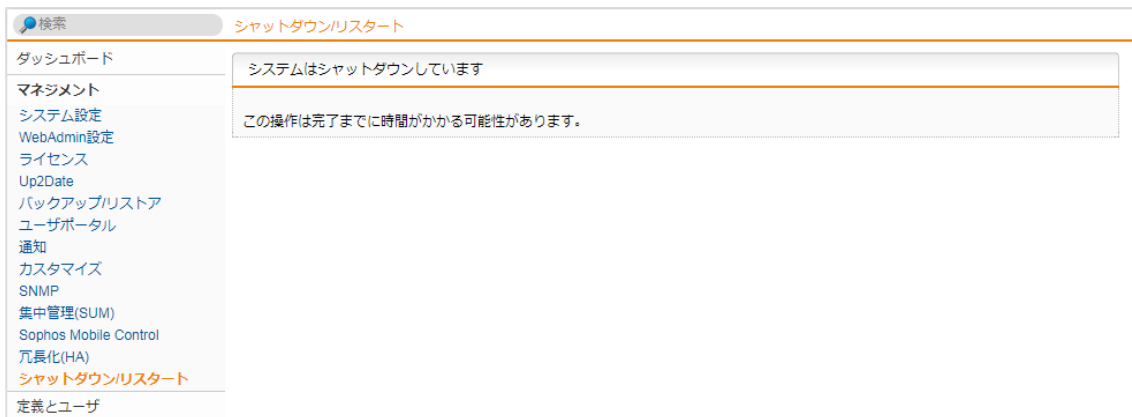 検索
シャットダウン/リスタート
ダッシュボード
マネジメント
システム設定
WebAdmin設定
ライセンス
Up2Date
バックアップ/リストア
ユーザポータル
通知
カスタマイズ
SNMP
集中管理(SUM)
Sophos Mobile Control
冗長化(HA)
シャットダウン/リスタート
定義とユーザ
システムはシャットダウンしています
この操作は完了までに時間がかかる可能性があります。